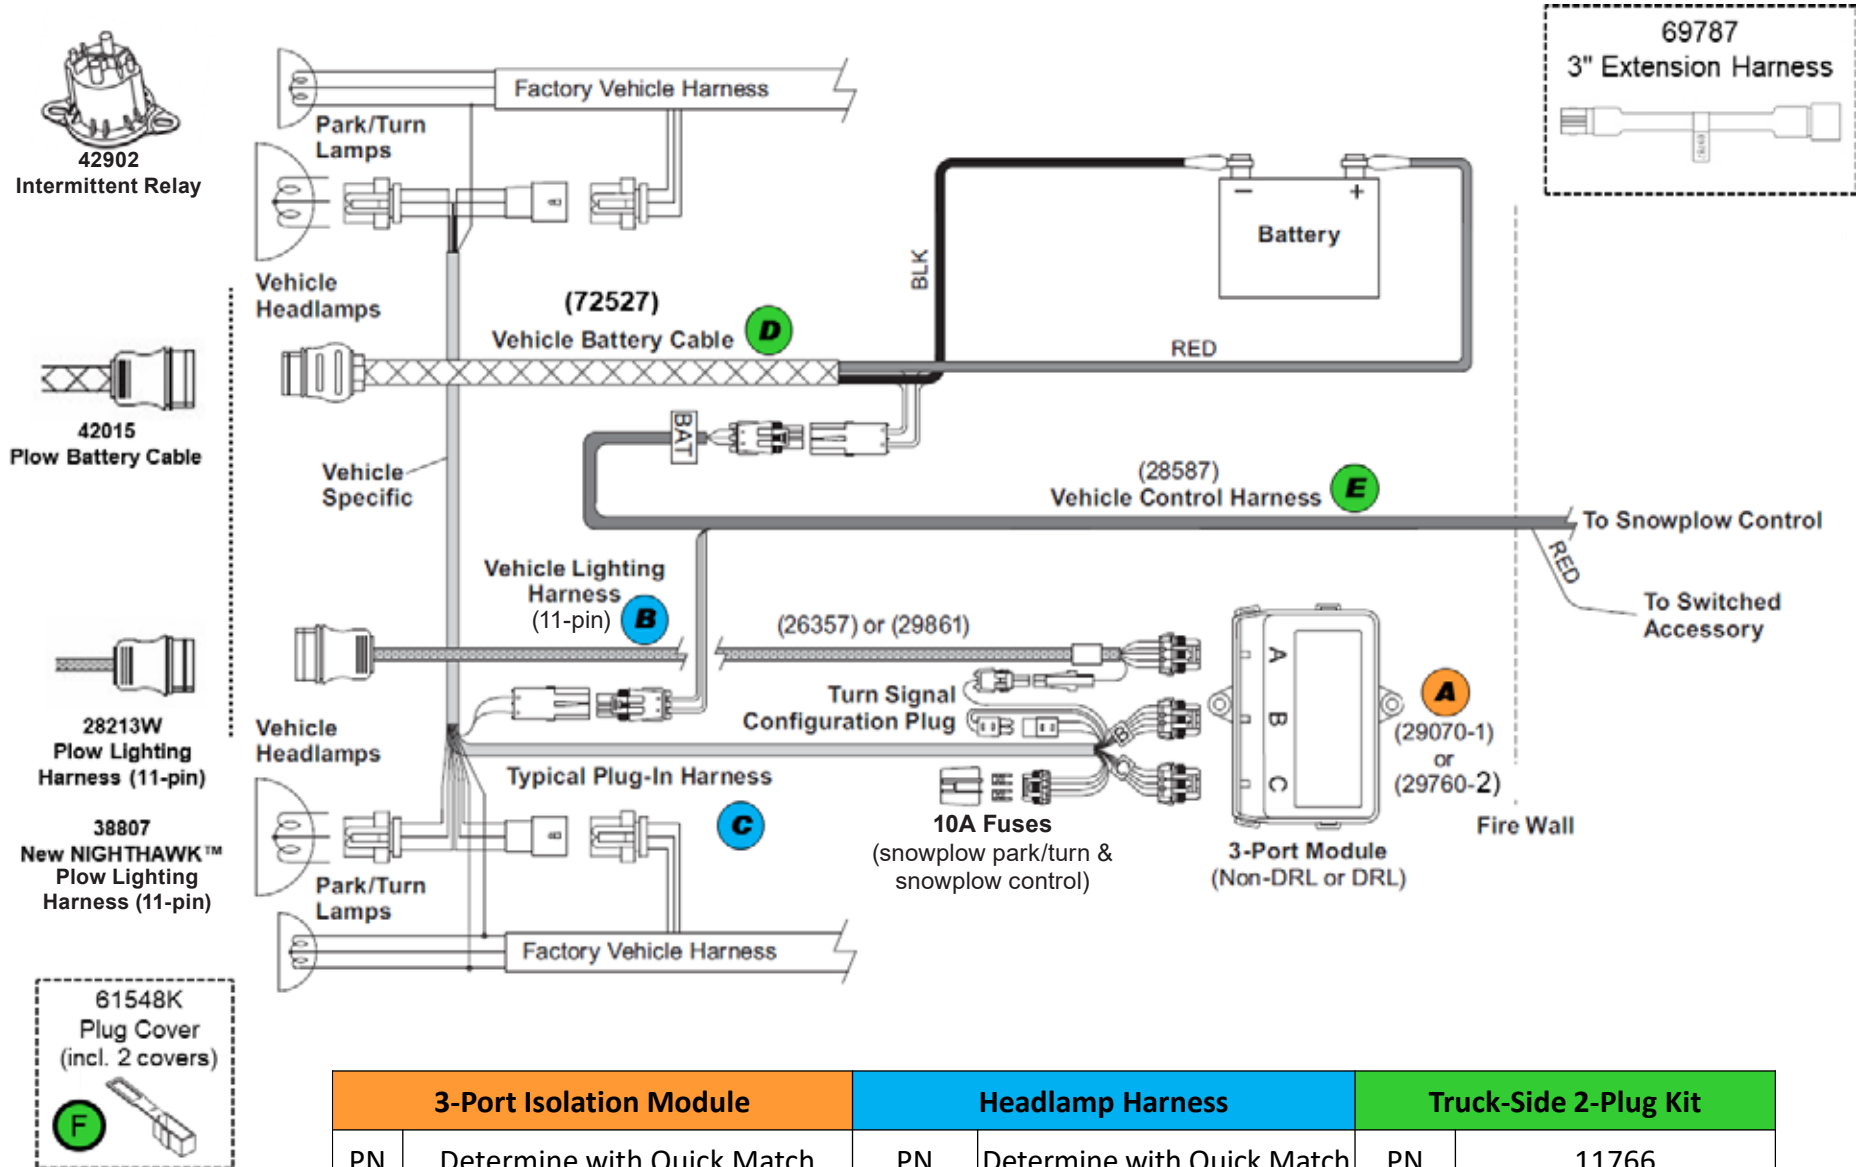 42902
Intermittent Relay
Factory Vehicle Harness
Park/Turn
Lamps
69787
3" Extension Harness
69787
Vehicle
Headlamps
(72527)
Vehicle Battery Cable
D
BLK
−
+
Battery
RED
42015
Plow Battery Cable
BAT
Vehicle
Specific
(28587)
Vehicle Control Harness
E
To Snowplow Control
RED
To Switched
Accessory
Vehicle Lighting
Harness
(11-pin)
B
(26357) or (29861)
Turn Signal
Configuration Plug
B
C
A
B
C
A
(29070-1)
or
(29760-2)
Fire Wall
28213W
Plow Lighting
Harness (11-pin)
Vehicle
Headlamps
Typical Plug-In Harness
C
10A Fuses
(snowplow park/turn &
snowplow control)
3-Port Module
(Non-DRL or DRL)
38807
New NIGHTHAWK™
Plow Lighting
Harness (11-pin)
Park/Turn
Lamps
Factory Vehicle Harness
61548K
Plug Cover
(incl. 2 covers)
F
3-Port Isolation Module
Headlamp Harness
Truck-Side 2-Plug Kit
PN
Determine with Quick Match
PN
Determine with Quick Match
PN
11766